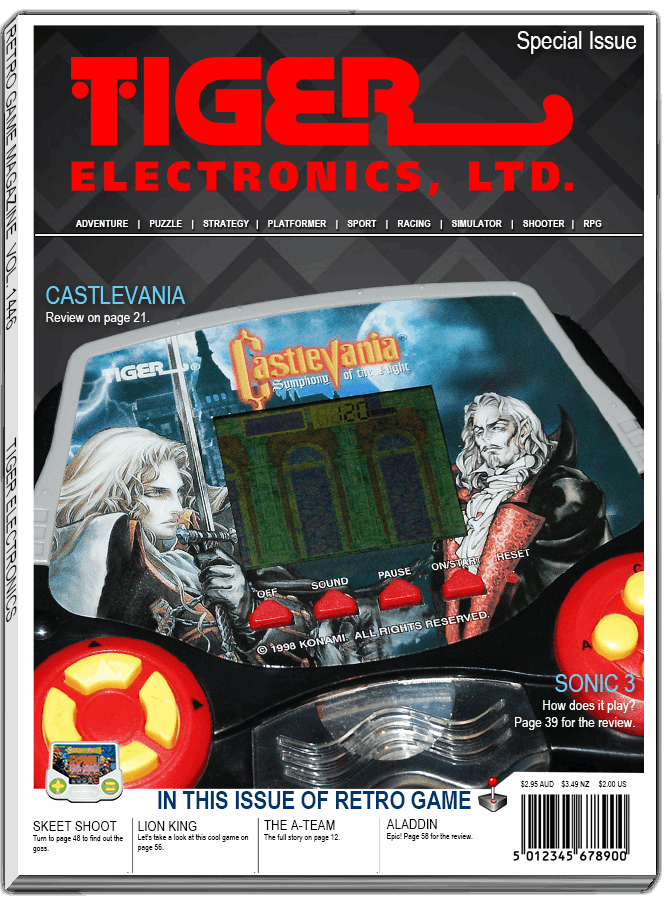 Special Issue
TIGER
ELECTRONICS, LTD.
ADVENTURE | PUZZLE | STRATEGY | PLATFORMER | SPORT | RACING | SIMULATOR | SHOOTER | RPG
RETRO GAME MAGAZINE VOL. 1446
TIGER ELECTRONICS
CASTLEVANIA
Review on page 21.
TIGER®
Castlevania®
Symphony of the Night
120
OFF
SOUND
PAUSE
ON/START
RESET
© 1998 KONAMI. ALL RIGHTS RESERVED.
C
A
SONIC 3
How does it play?
Page 39 for the review.
IN THIS ISSUE OF RETRO GAME
$2.95 AUD $3.49 NZ $2.00 US
SKEET SHOOT
Turn to page 48 to find out the
goss.
LION KING
Let's take a look at this cool game on
page 56.
THE A-TEAM
The full story on page 12.
ALADDIN
Epic! Page 58 for the review.
5 012345 678900